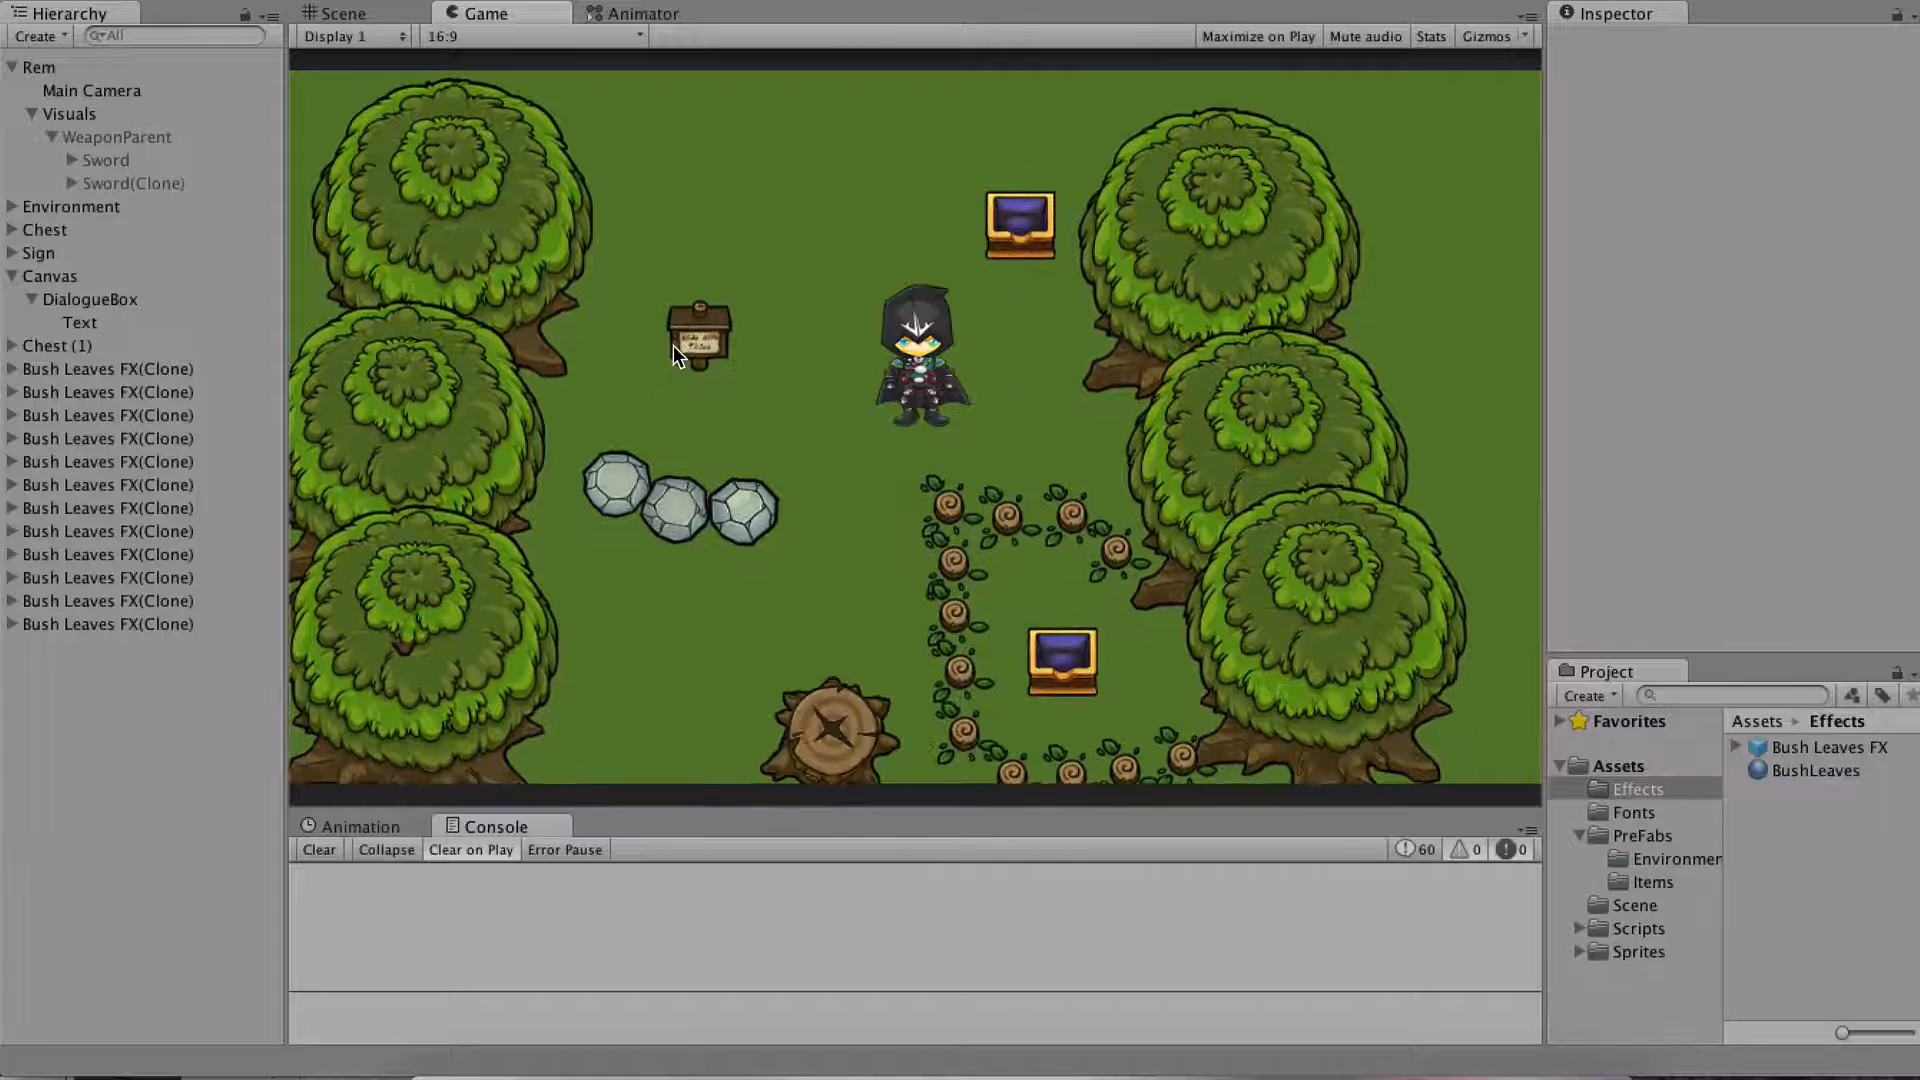 Hierarchy
Scene
Game
Animator
Inspector
Create
All
Display 1
16:9
Maximize on Play
Mute audio
Stats
Gizmos
Rem
Main Camera
Visuals
WeaponParent
Sword
Sword(Clone)
Environment
Chest
Sign
Canvas
DialogueBox
Text
Chest (1)
Bush Leaves FX(Clone)
Bush Leaves FX(Clone)
Bush Leaves FX(Clone)
Bush Leaves FX(Clone)
Bush Leaves FX(Clone)
Bush Leaves FX(Clone)
Bush Leaves FX(Clone)
Bush Leaves FX(Clone)
Bush Leaves FX(Clone)
Bush Leaves FX(Clone)
Bush Leaves FX(Clone)
Bush Leaves FX(Clone)
Animation
Console
Clear
Collapse
Clear on Play
Error Pause
60
0
0
Project
Create
Favorites
Assets
Effects
Fonts
PreFabs
Environmen
Items
Scene
Scripts
Sprites
Assets
Effects
Bush Leaves FX
BushLeaves